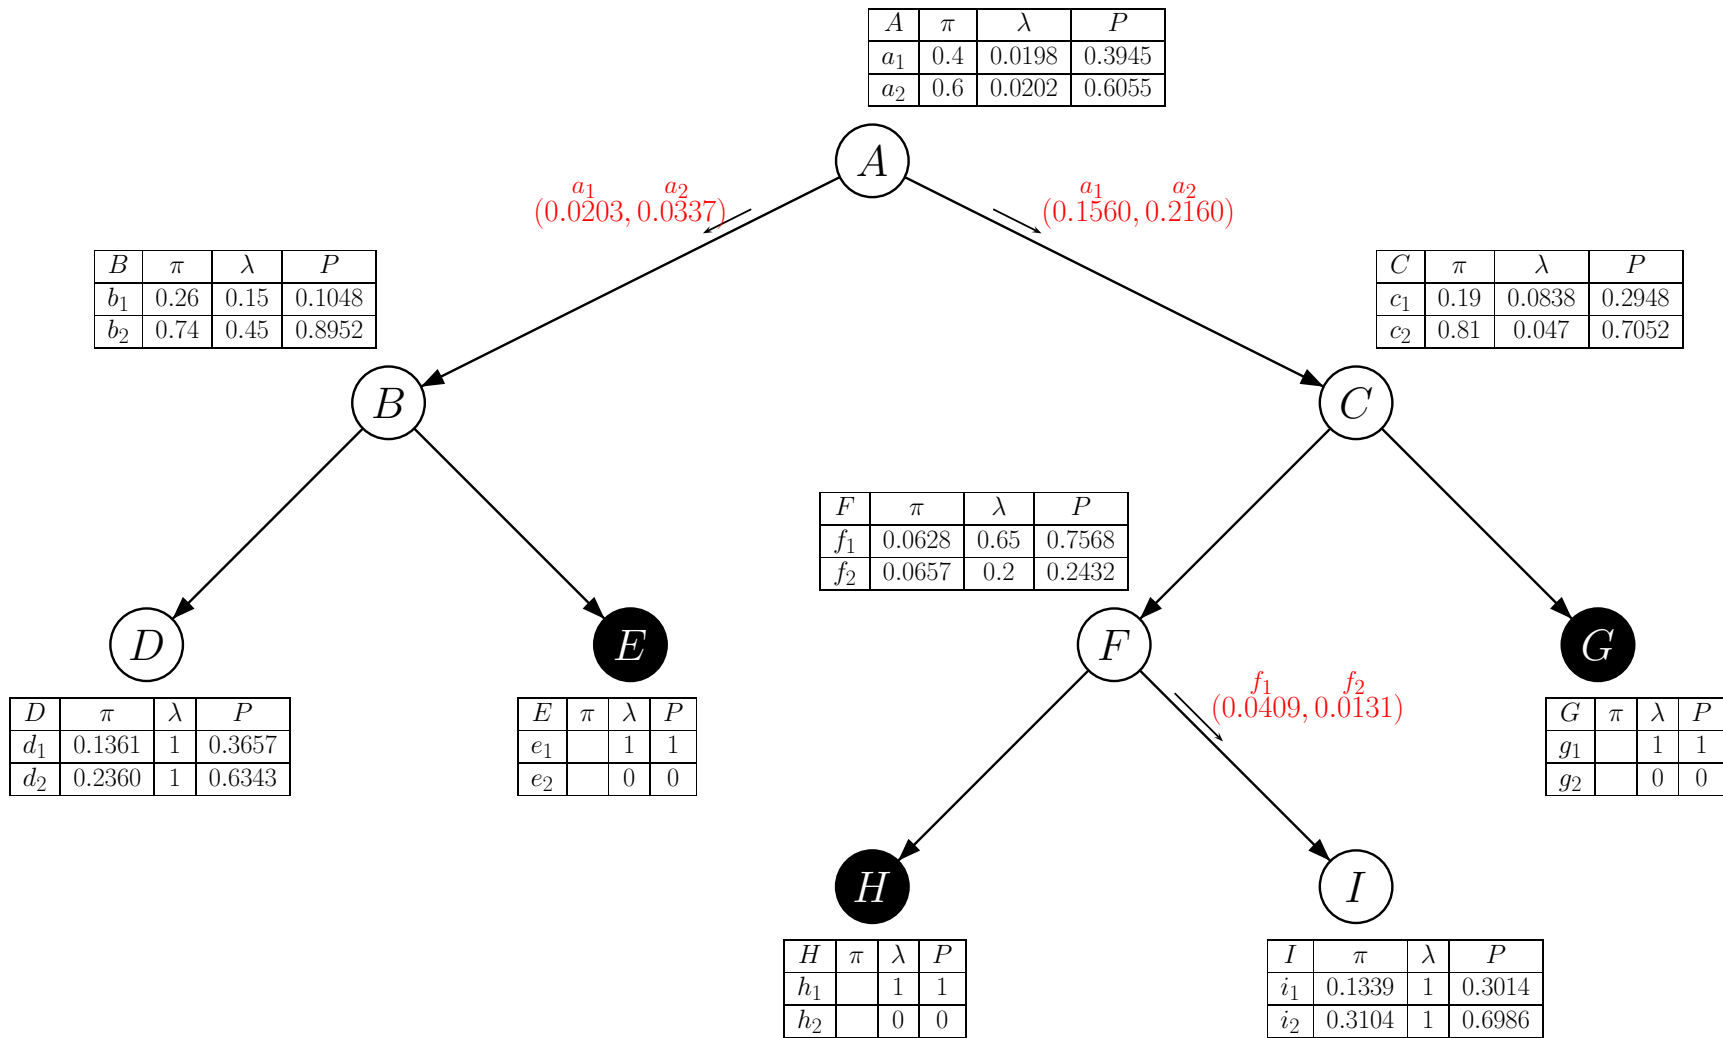 A π λ P
a₁ 0.4 0.0198 0.3945
a₂ 0.6 0.0202 0.6055
A
a₁ a₂
(0.0203, 0.0337)
a₁ a₂
(0.1560, 0.2160)
B π λ P
b₁ 0.26 0.15 0.1048
b₂ 0.74 0.45 0.8952
C π λ P
c₁ 0.19 0.0838 0.2948
c₂ 0.81 0.047 0.7052
B
C
F π λ P
f₁ 0.0628 0.65 0.7568
f₂ 0.0657 0.2 0.2432
D
E
F
G
f₁ f₂
(0.0409, 0.0131)
D π λ P
d₁ 0.1361 1 0.3657
d₂ 0.2360 1 0.6343
E π λ P
e₁ 1 1
e₂ 0 0
G π λ P
g₁ 1 1
g₂ 0 0
H
I
H π λ P
h₁ 1 1
h₂ 0 0
I π λ P
i₁ 0.1339 1 0.3014
i₂ 0.3104 1 0.6986